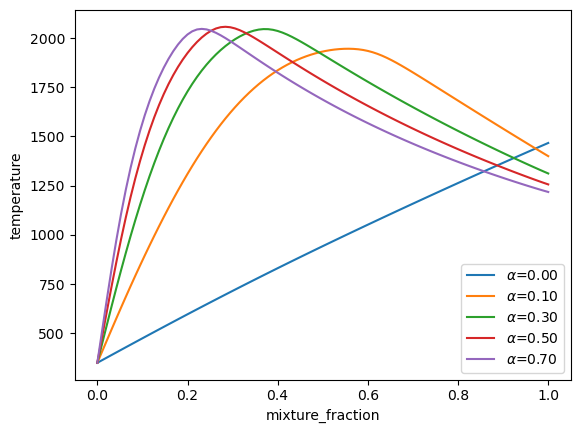 2000
1750
1500
1250
1000
750
500
temperature
0.0
0.2
0.4
0.6
0.8
1.0
mixture_fraction
α=0.00
α=0.10
α=0.30
α=0.50
α=0.70